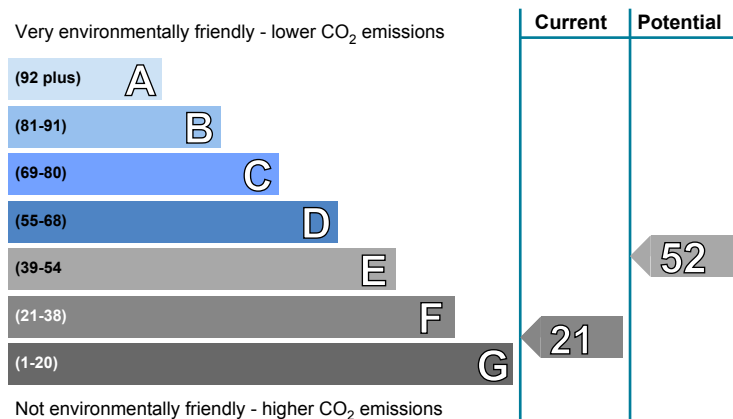 Current Potential
Very environmentally friendly - lower CO₂ emissions
(92 plus) A
(81-91) B
(69-80) C
(55-68) D
(39-54 E
52
(21-38) F
21
(1-20) G
Not environmentally friendly - higher CO₂ emissions